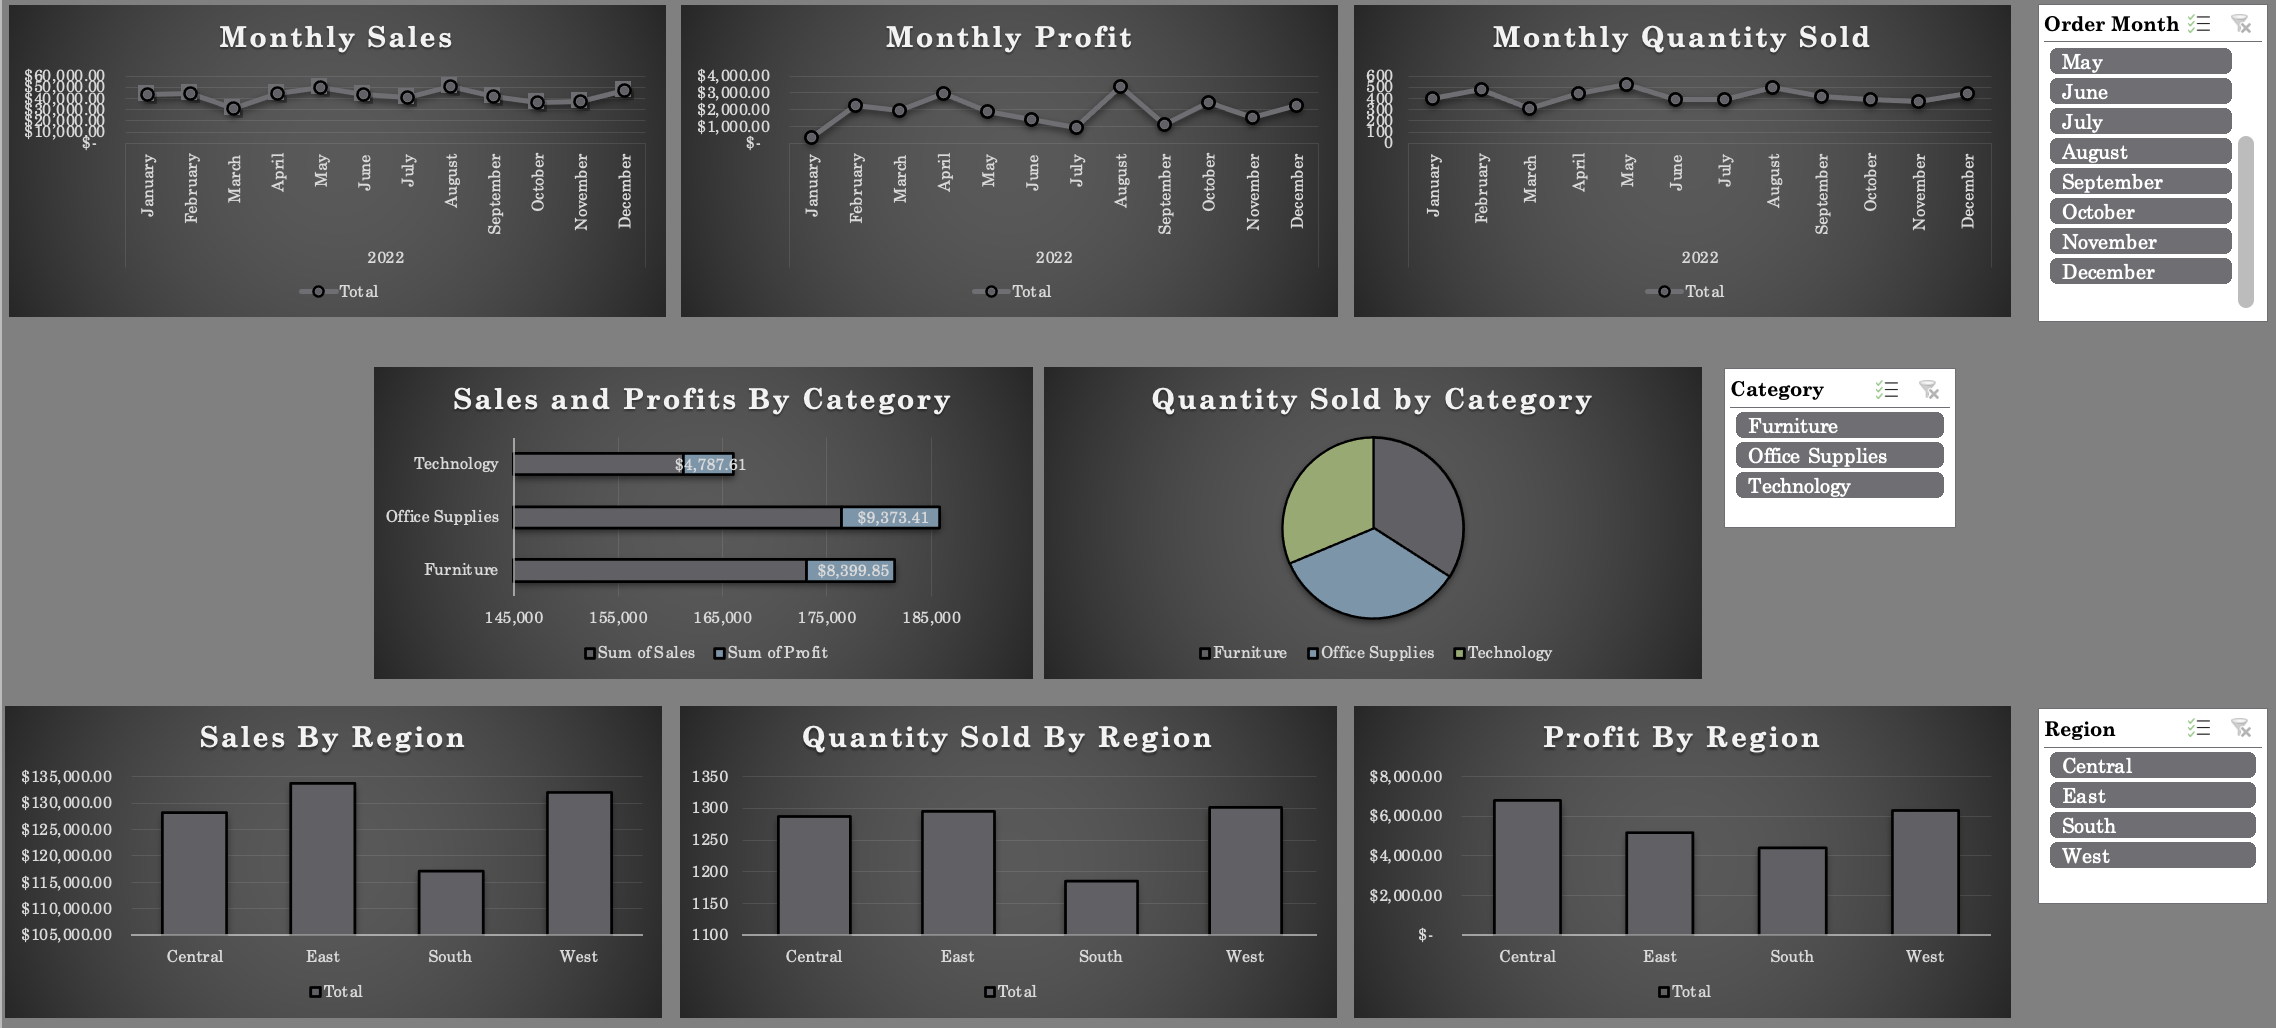 Monthly Sales
$60,000.00
$50,000.00
$40,000.00
$30,000.00
$20,000.00
$10,000.00
$-
January
February
March
April
May
June
July
August
September
October
November
December
2022
Total
Monthly Profit
$4,000.00
$3,000.00
$2,000.00
$1,000.00
$-
January
February
March
April
May
June
July
August
September
October
November
December
2022
Total
Monthly Quantity Sold
600
500
400
300
200
100
0
January
February
March
April
May
June
July
August
September
October
November
December
2022
Total
Order Month
May
June
July
August
September
October
November
December
Sales and Profits By Category
Technology
$4,787.61
Office Supplies
$9,373.41
Furniture
$8,399.85
145,000 155,000 165,000 175,000 185,000
Sum of Sales Sum of Profit
Quantity Sold by Category
Furniture Office Supplies Technology
Category
Furniture
Office Supplies
Technology
Sales By Region
$135,000.00
$130,000.00
$125,000.00
$120,000.00
$115,000.00
$110,000.00
$105,000.00
Central East South West
Total
Quantity Sold By Region
1350
1300
1250
1200
1150
1100
Central East South West
Total
Profit By Region
$8,000.00
$6,000.00
$4,000.00
$2,000.00
$-
Central East South West
Total
Region
Central
East
South
West